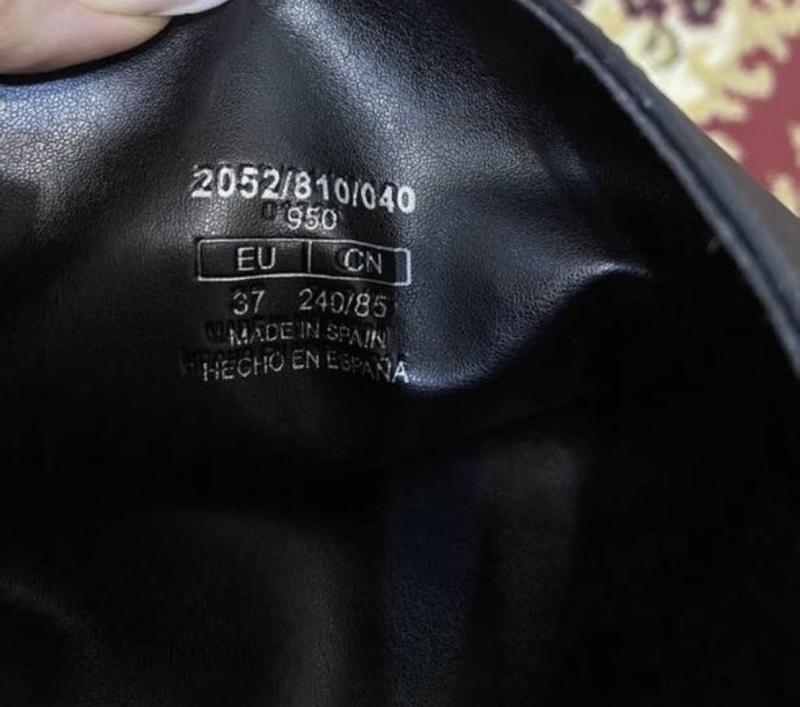 2052/810/040
950
EU CN
37 240/85
MADE IN SPAIN
HECHO EN ESPAÑA